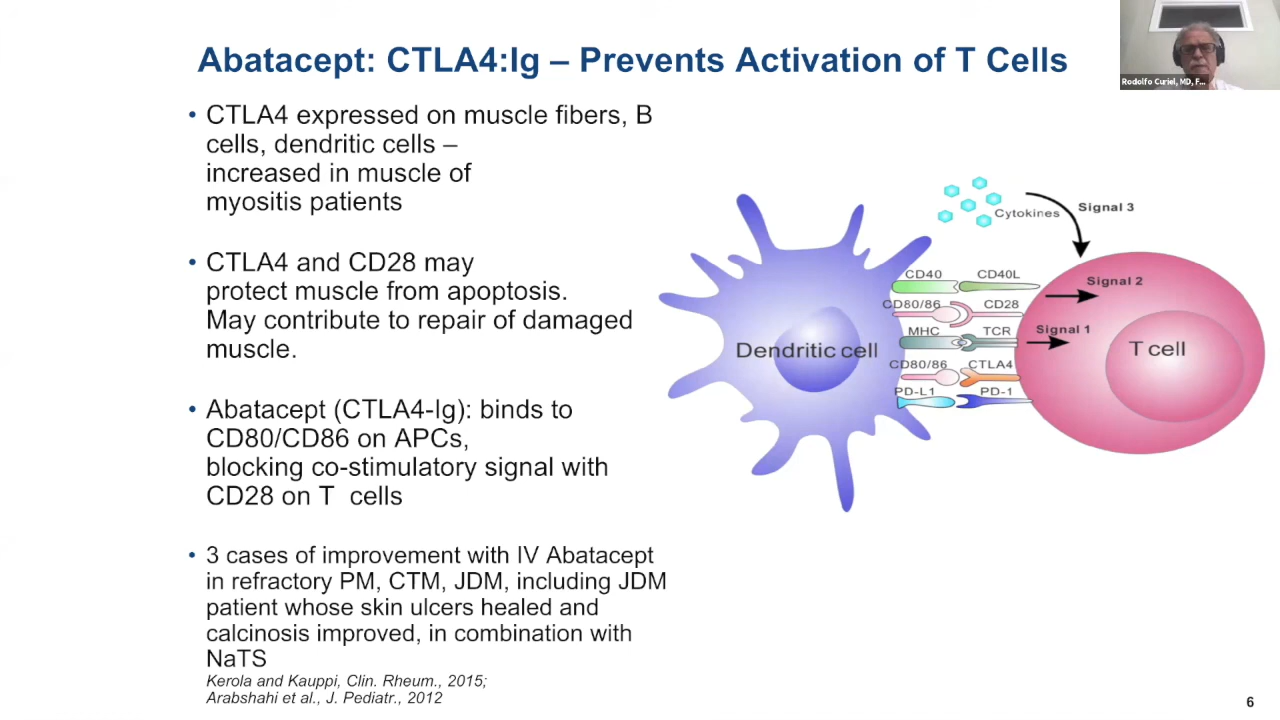 Abatacept: CTLA4:Ig – Prevents Activation of T Cells
Rodolfo Curiel, MD, F...
• CTLA4 expressed on muscle fibers, B
cells, dendritic cells –
increased in muscle of
myositis patients
• CTLA4 and CD28 may
protect muscle from apoptosis.
May contribute to repair of damaged
muscle.
• Abatacept (CTLA4-Ig): binds to
CD80/CD86 on APCs,
blocking co-stimulatory signal with
CD28 on T cells
• 3 cases of improvement with IV Abatacept
in refractory PM, CTM, JDM, including JDM
patient whose skin ulcers healed and
calcinosis improved, in combination with
NaTS
Kerola and Kauppi, Clin. Rheum., 2015;
Arabshahi et al., J. Pediatr., 2012
Cytokines
Signal 3
CD40 CD40L
Signal 2
CD80/86 CD28
MHC TCR
Signal 1
Dendritic cell
T cell
CD80/86 CTLA4
PD-L1 PD-1
6